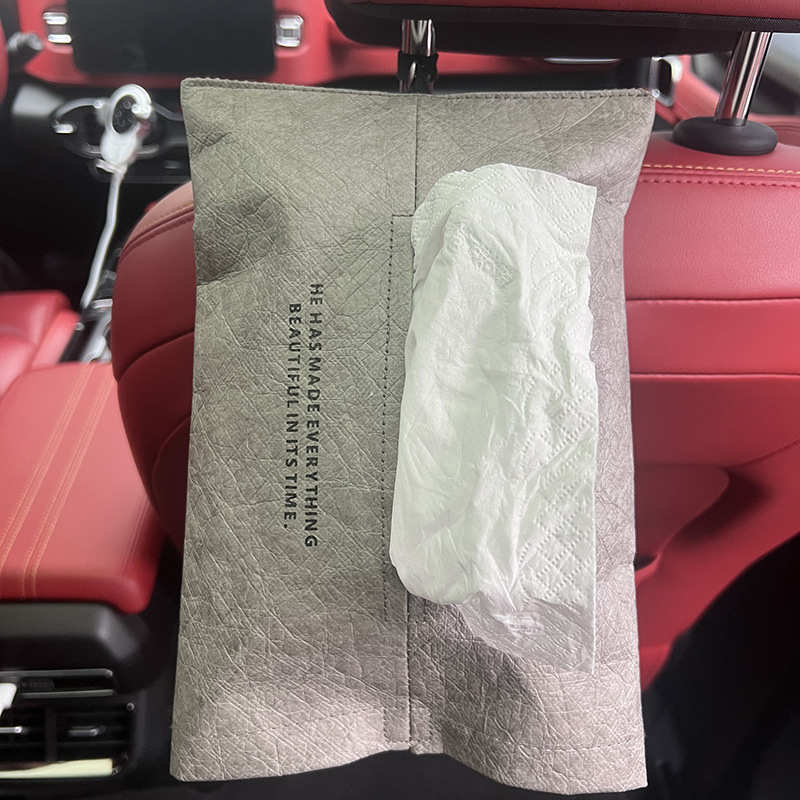 HE HAS MADE EVERYTHING
BEAUTIFUL IN ITS TIME.